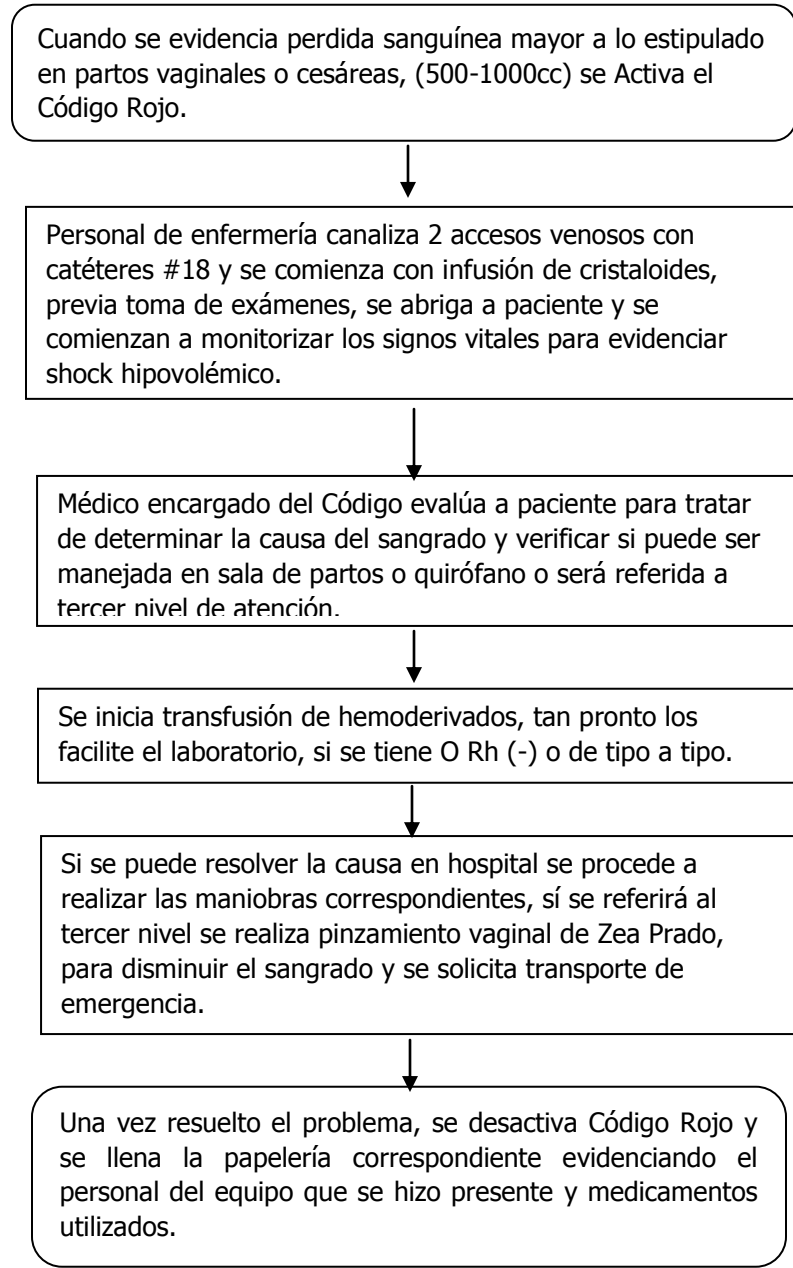 Cuando se evidencia perdida sanguínea mayor a lo estipulado
en partos vaginales o cesáreas, (500-1000cc) se Activa el
Código Rojo.
Personal de enfermería canaliza 2 accesos venosos con
catéteres #18 y se comienza con infusión de cristaloides,
previa toma de exámenes, se abriga a paciente y se
comienzan a monitorizar los signos vitales para evidenciar
shock hipovolémico.
Médico encargado del Código evalúa a paciente para tratar
de determinar la causa del sangrado y verificar si puede ser
manejada en sala de partos o quirófano o será referida a
tercer nivel de atención.
Se inicia transfusión de hemoderivados, tan pronto los
facilite el laboratorio, si se tiene O Rh (-) o de tipo a tipo.
Si se puede resolver la causa en hospital se procede a
realizar las maniobras correspondientes, sí se referirá al
tercer nivel se realiza pinzamiento vaginal de Zea Prado,
para disminuir el sangrado y se solicita transporte de
emergencia.
Una vez resuelto el problema, se desactiva Código Rojo y
se llena la papelería correspondiente evidenciando el
personal del equipo que se hizo presente y medicamentos
utilizados.